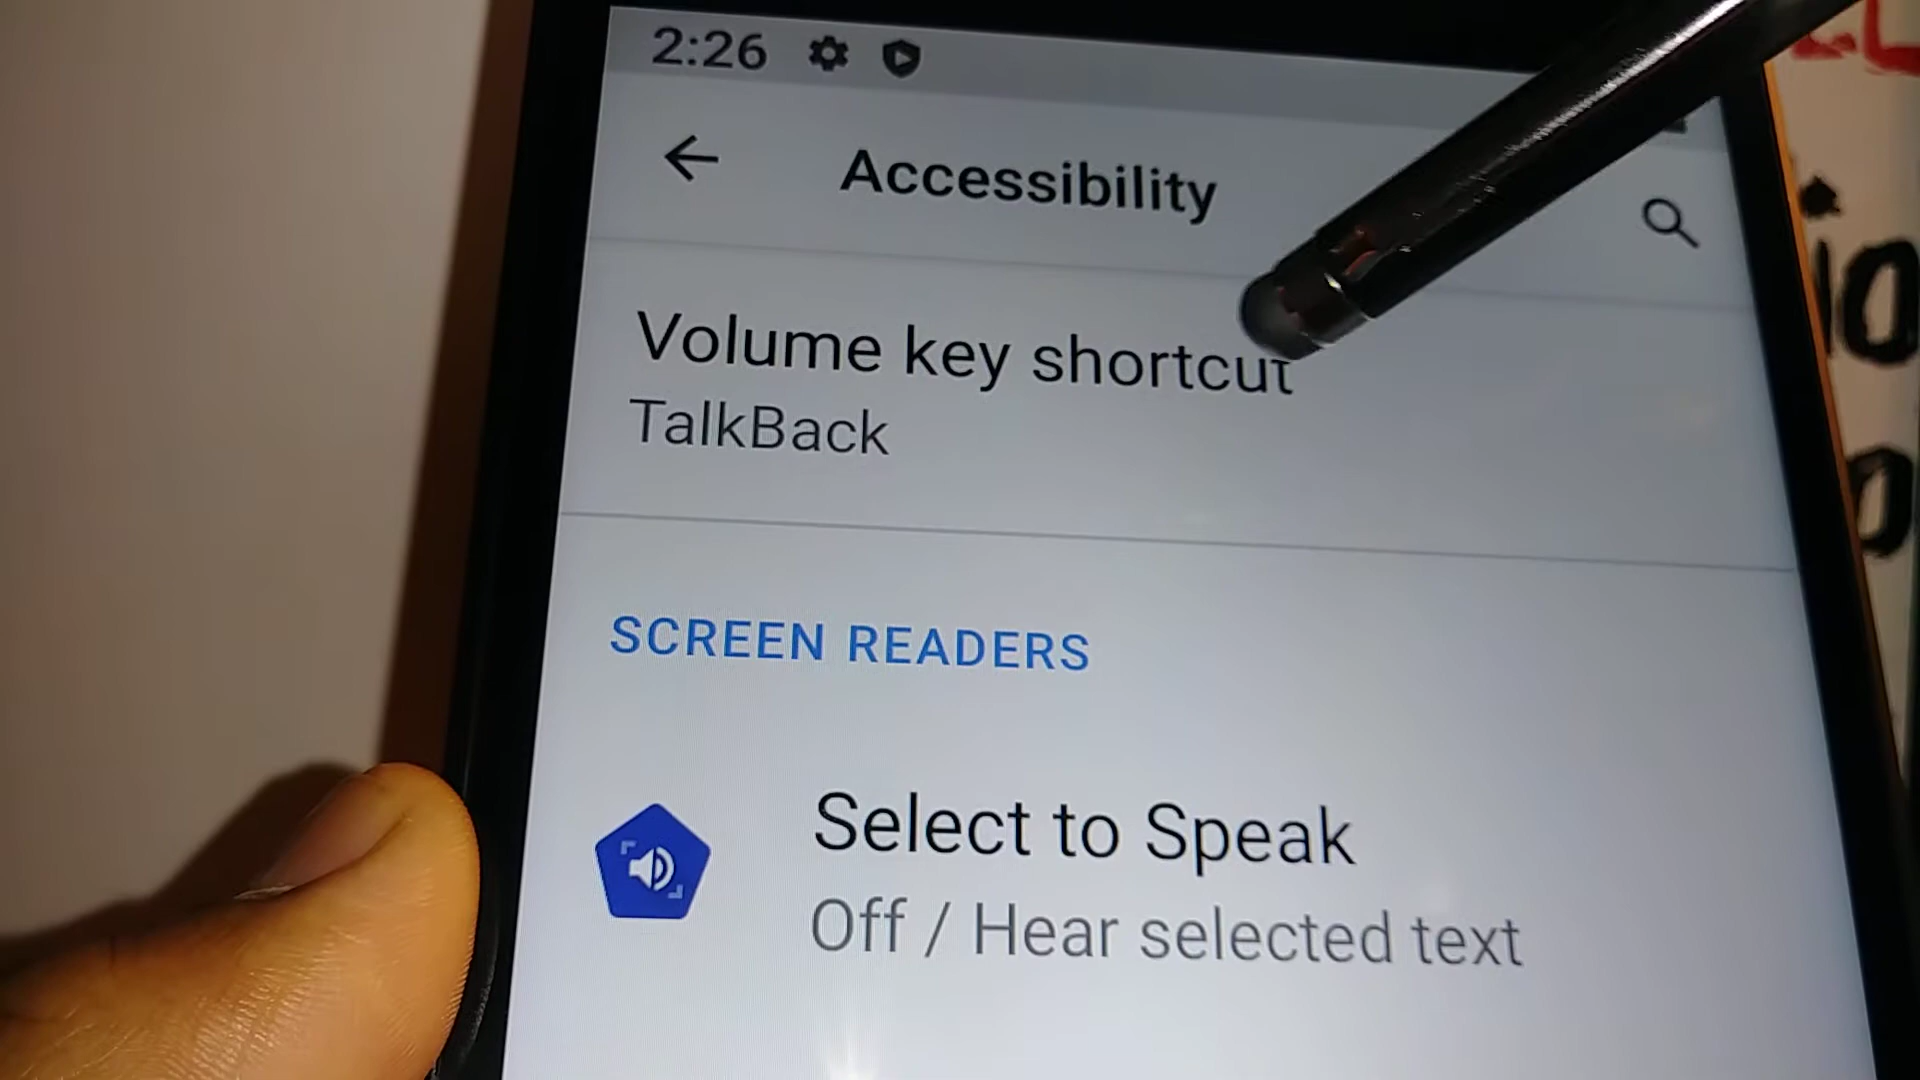 2:26
Accessibility
Volume key shortcut
TalkBack
SCREEN READERS
Select to Speak
Off / Hear selected text